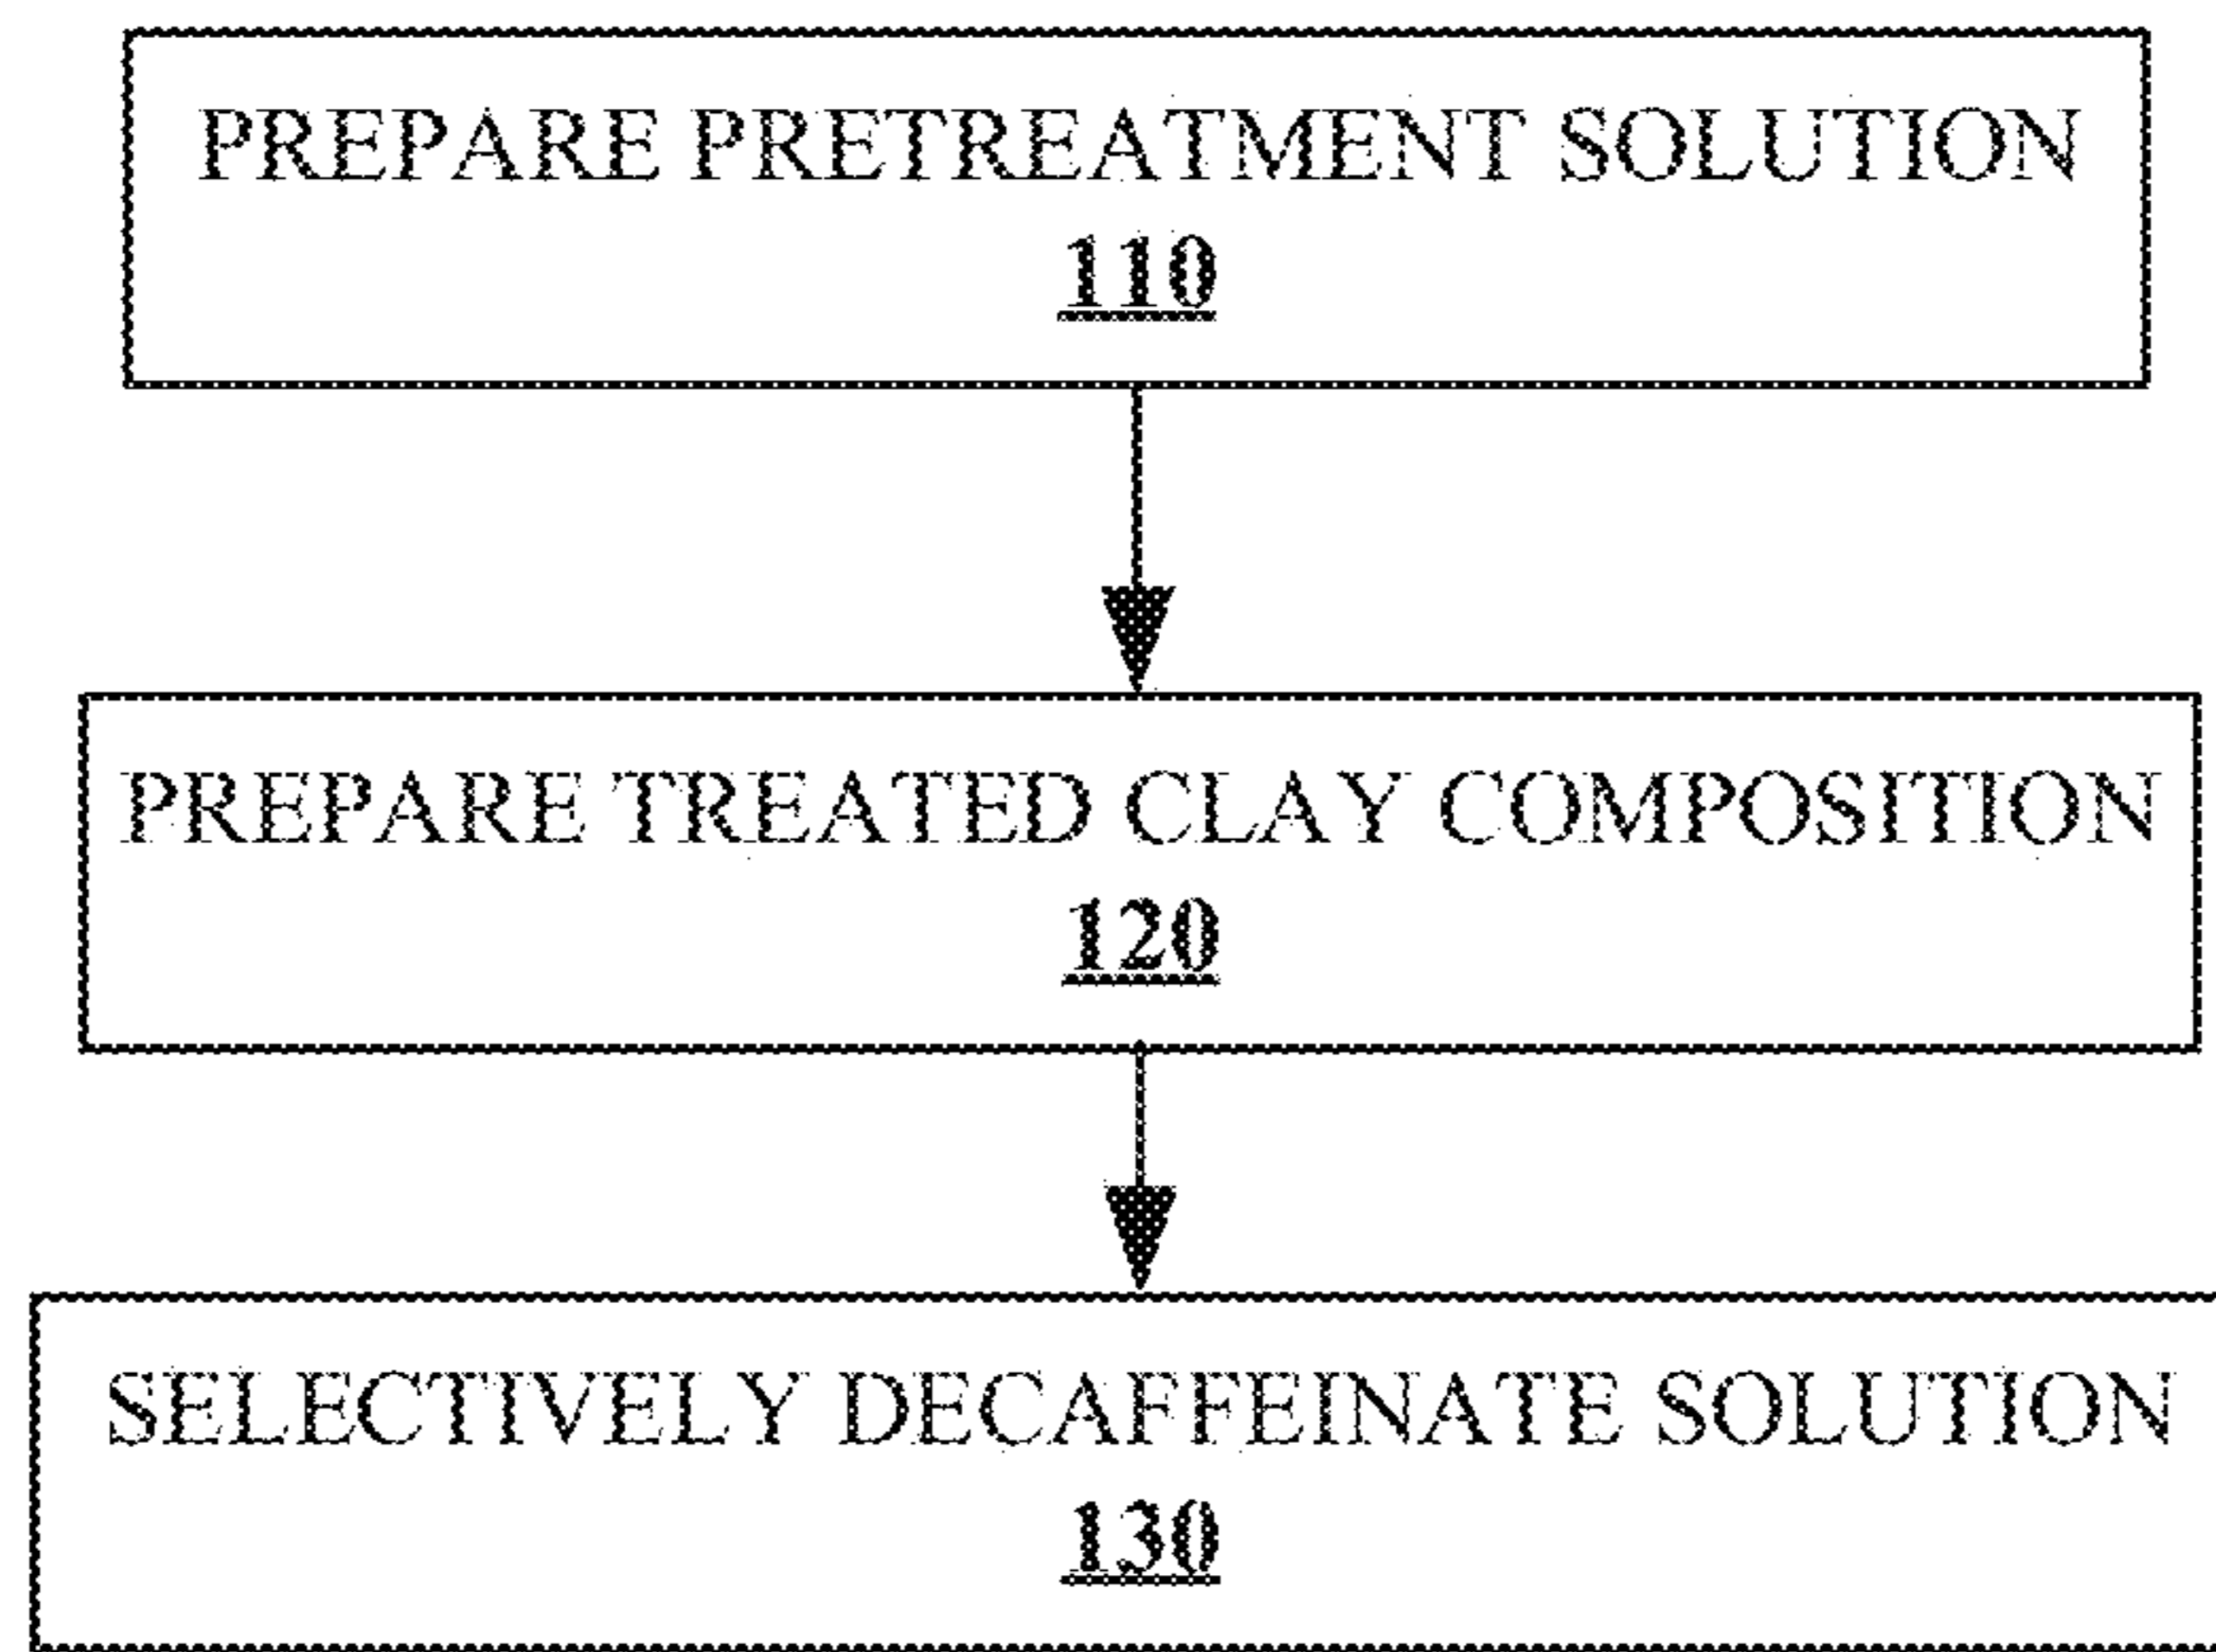 PREPARE PRETREATMENT SOLUTION
110
PREPARE TREATED CLAY COMPOSITION
120
SELECTIVELY DECAFFEINATE SOLUTION
130